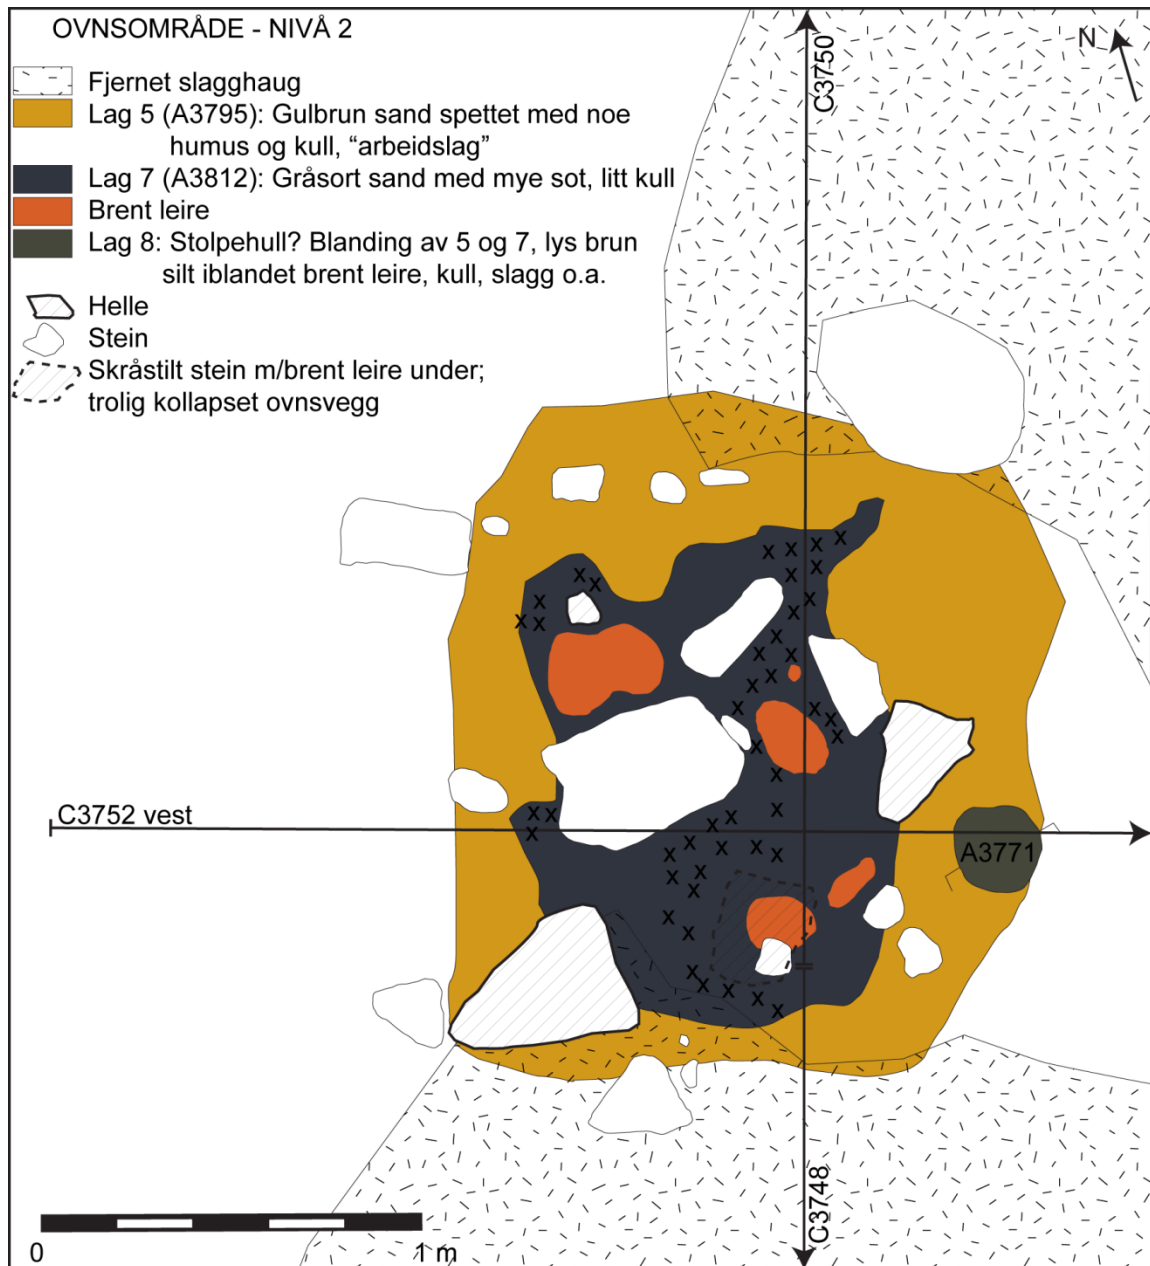 OVNSOMRÅDE - NIVÅ 2
Fjernet slagghaug
Lag 5 (A3795): Gulbrun sand spettet med noe
humus og kull, “arbeidslag”
Lag 7 (A3812): Gråsort sand med mye sot, litt kull
Brent leire
Lag 8: Stolpehull? Blanding av 5 og 7, lys brun
silt iblandet brent leire, kull, slagg o.a.
Helle
Stein
Skråstilt stein m/brent leire under;
trolig kollapset ovnsvegg
C3750
N
C3752 vest
A3771
C3748
0 1 m